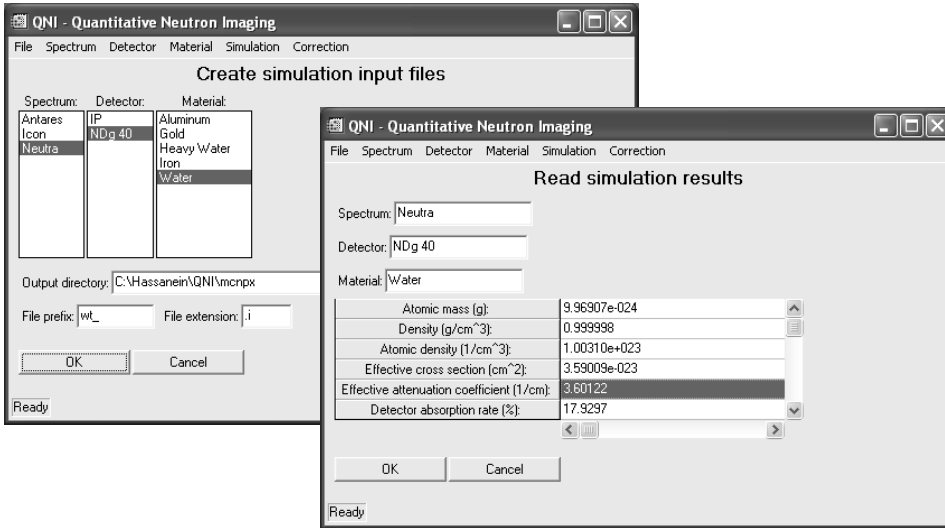 QNI - Quantitative Neutron Imaging
File Spectrum Detector Material Simulation Correction
Create simulation input files
Spectrum: Detector: Material:
Antares IP Aluminum
Icon NDg 40 Gold
Neutra Heavy Water
Iron
Water
Output directory: C:\Hassanein\QNI\mcnpx
File prefix: wt_ File extension: .i
OK Cancel
Ready
QNI - Quantitative Neutron Imaging
File Spectrum Detector Material Simulation Correction
Read simulation results
Spectrum: Neutra
Detector: NDg 40
Material: Water
Atomic mass (g): 9.96907e-024
Density (g/cm^3): 0.999998
Atomic density (1/cm^3): 1.00310e+023
Effective cross section (cm^2): 3.59009e-023
Effective attenuation coefficient (1/cm): 3.60122
Detector absorption rate (%): 17.9297
OK Cancel
Ready